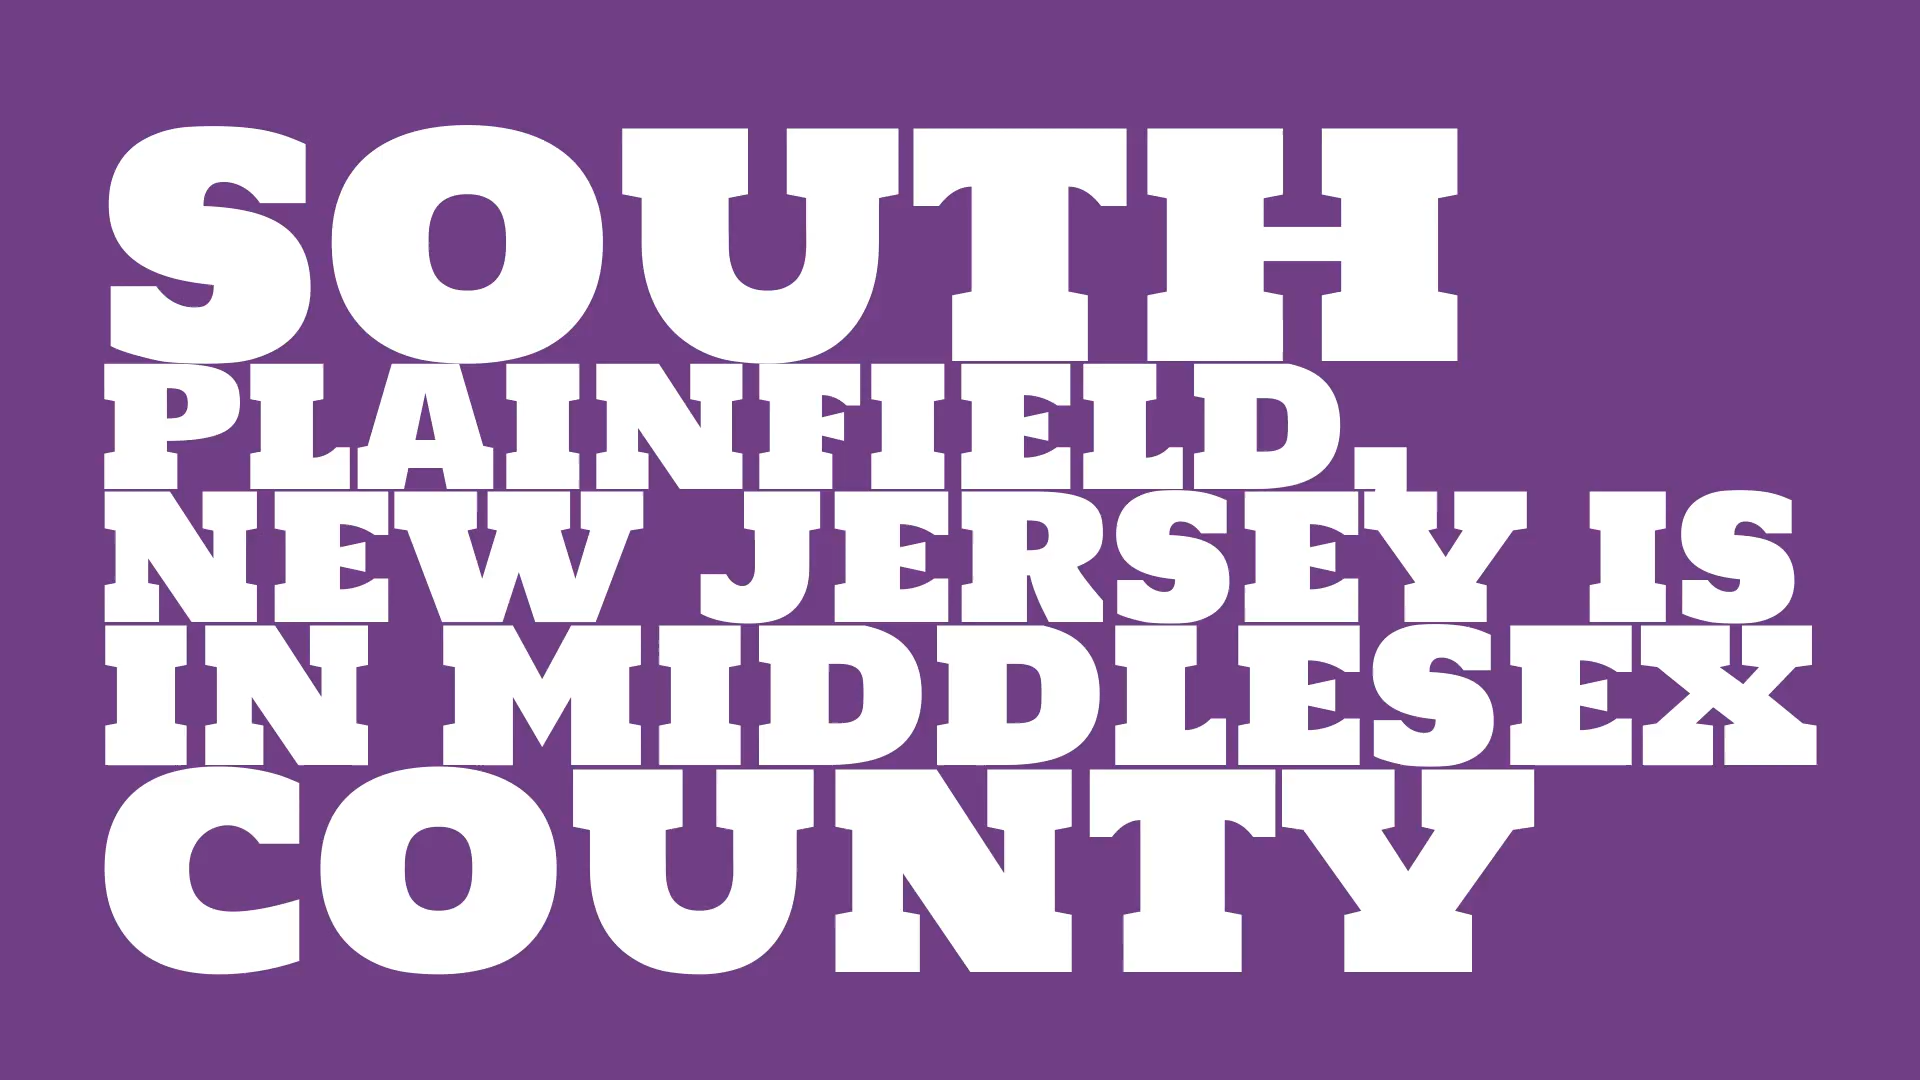 SOUTH
PLAINFIELD,
NEW JERSEY IS
IN MIDDLESEX
COUNTY